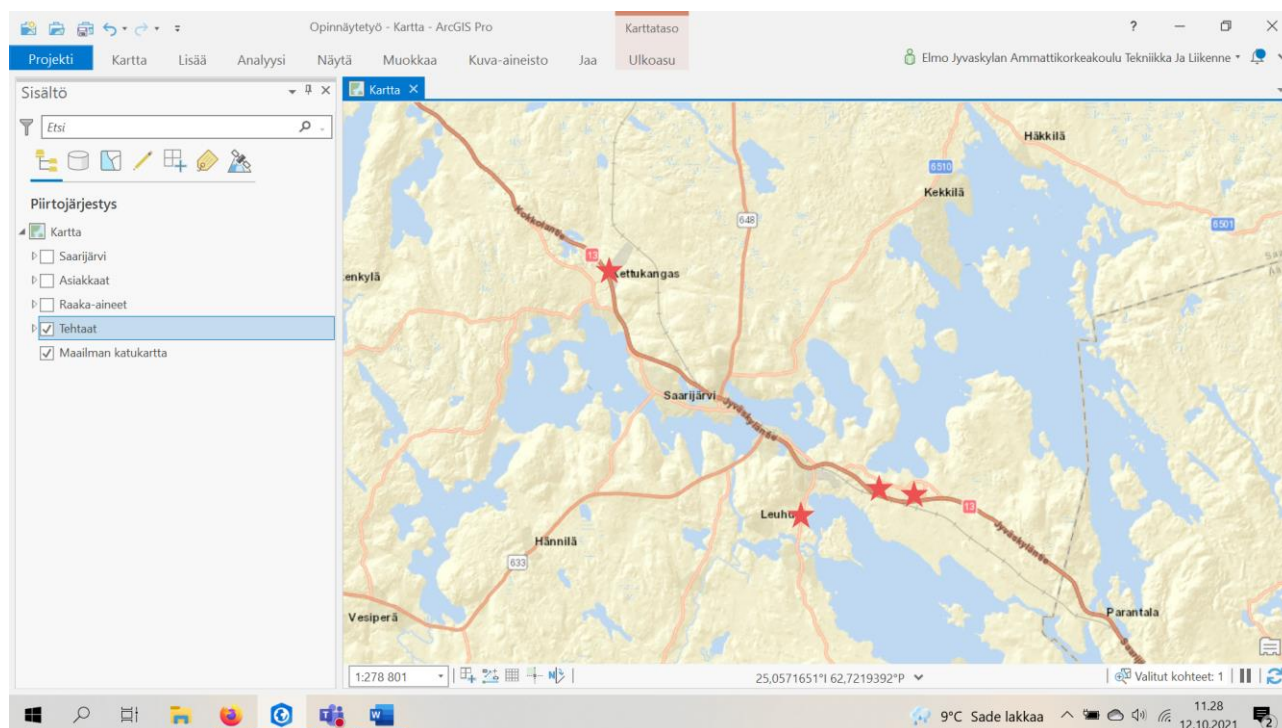 Opinnäytetyö - Kartta - ArcGIS Pro
Karttataso
?
Projekti Kartta Lisää Analyysi Näytä Muokkaa Kuva-aineisto Jaa Ulkoasu
Elmo Jyvaskylan Ammattikorkeakoulu Tekniikka Ja Liikenne
Sisältö
Kartta
Etsi
Piirtojärjestys
Kartta
Saarijärvi
Asiakkaat
Raaka-aineet
Tehtaat
Maailman katukartta
Häkkilä
6510
Kekkilä
Kokkolantie
648
6501
13
Kettukangas
enkylä
Saarijärvi
Jyväskyläntie
Leuhu
13
Jyväskyläntie
Hännilä
633
Vesiperä
Parantala
1:278 801
25,0571651°I 62,7219392°P
Valitut kohteet: 1
9°C Sade lakkaa
11.28
12.10.2021
2